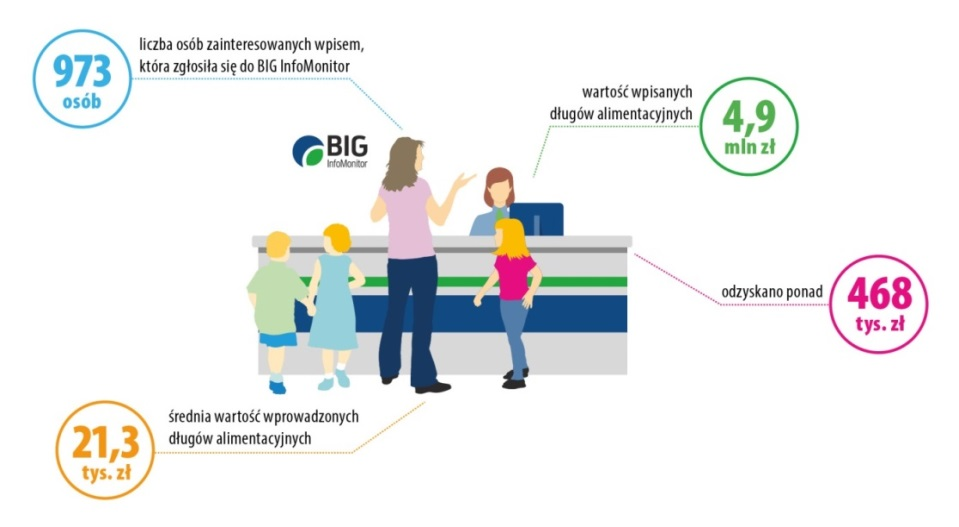 973
osób
liczba osób zainteresowanych wpisem,
która zgłosiła się do BIG InfoMonitor
wartość wpisanych
długów alimentacyjnych
4,9
mln zł
BIG
InfoMonitor
odzyskano ponad
468
tys. zł
21,3
tys. zł
średnia wartość wprowadzonych
długów alimentacyjnych